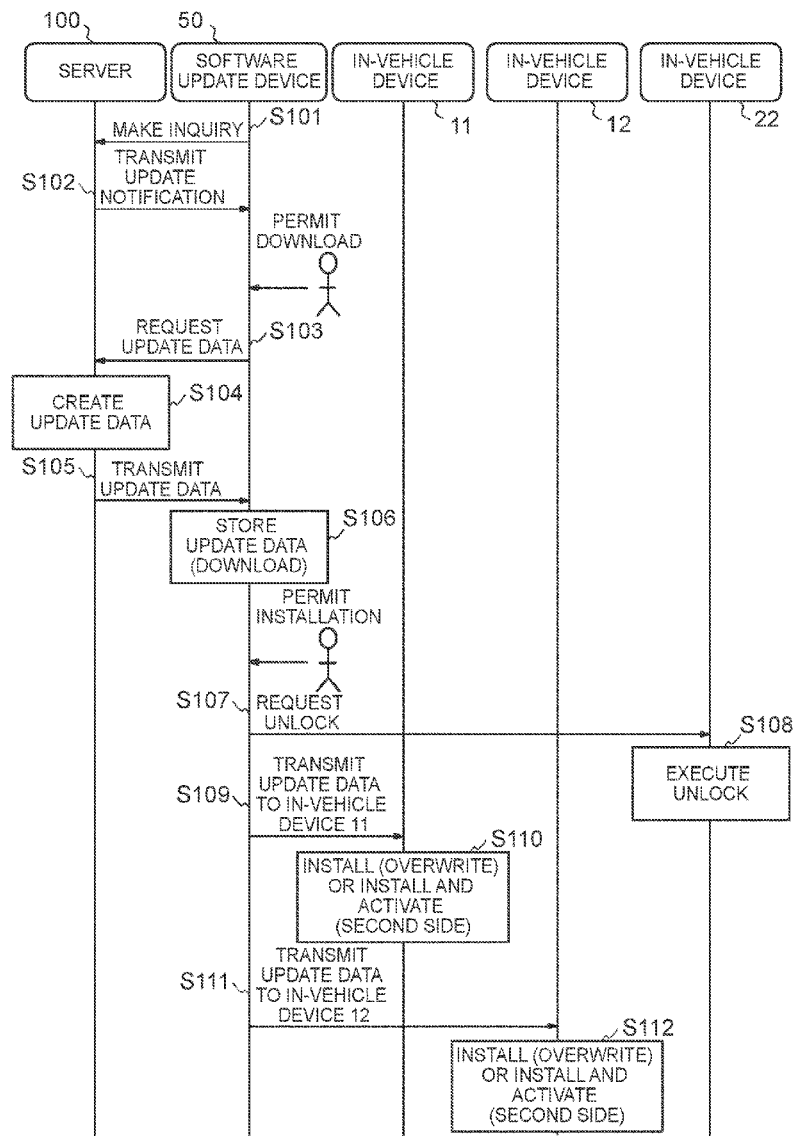 100
50
SERVER
SOFTWARE
UPDATE DEVICE
IN-VEHICLE
DEVICE
IN-VEHICLE
DEVICE
IN-VEHICLE
DEVICE
11
12
22
S101
MAKE INQUIRY
S102
TRANSMIT
UPDATE
NOTIFICATION
PERMIT
DOWNLOAD
S103
REQUEST
UPDATE DATA
S104
CREATE
UPDATE DATA
S105
TRANSMIT
UPDATE DATA
S106
STORE
UPDATE DATA
(DOWNLOAD)
PERMIT
INSTALLATION
S107
REQUEST
UNLOCK
S108
EXECUTE
UNLOCK
S109
TRANSMIT
UPDATE DATA
TO IN-VEHICLE
DEVICE 11
S110
INSTALL (OVERWRITE)
OR INSTALL AND
ACTIVATE
(SECOND SIDE)
S111
TRANSMIT
UPDATE DATA
TO IN-VEHICLE
DEVICE 12
S112
INSTALL (OVERWRITE)
OR INSTALL AND
ACTIVATE
(SECOND SIDE)